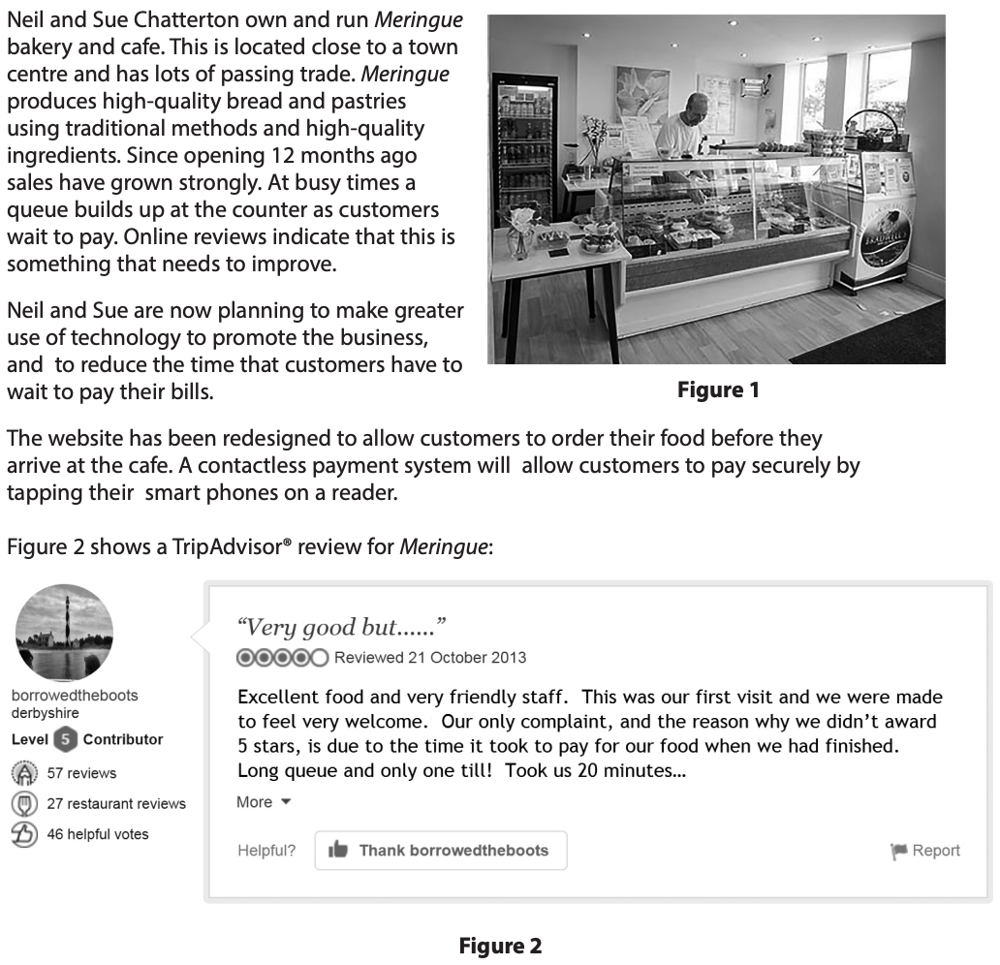 Neil and Sue Chatterton own and run Meringue
bakery and cafe. This is located close to a town
centre and has lots of passing trade. Meringue
produces high-quality bread and pastries
using traditional methods and high-quality
ingredients. Since opening 12 months ago
sales have grown strongly. At busy times a
queue builds up at the counter as customers
wait to pay. Online reviews indicate that this is
something that needs to improve.
Neil and Sue are now planning to make greater
use of technology to promote the business,
and to reduce the time that customers have to
wait to pay their bills.
Figure 1
The website has been redesigned to allow customers to order their food before they
arrive at the cafe. A contactless payment system will allow customers to pay securely by
tapping their smart phones on a reader.
Figure 2 shows a TripAdvisor® review for Meringue:
borrowedtheboots
derbyshire
Level 5 Contributor
57 reviews
27 restaurant reviews
46 helpful votes
“Very good but......”
Reviewed 21 October 2013
Excellent food and very friendly staff. This was our first visit and we were made
to feel very welcome. Our only complaint, and the reason why we didn’t award
5 stars, is due to the time it took to pay for our food when we had finished.
Long queue and only one till! Took us 20 minutes...
More
Helpful? Thank borrowedtheboots Report
Figure 2